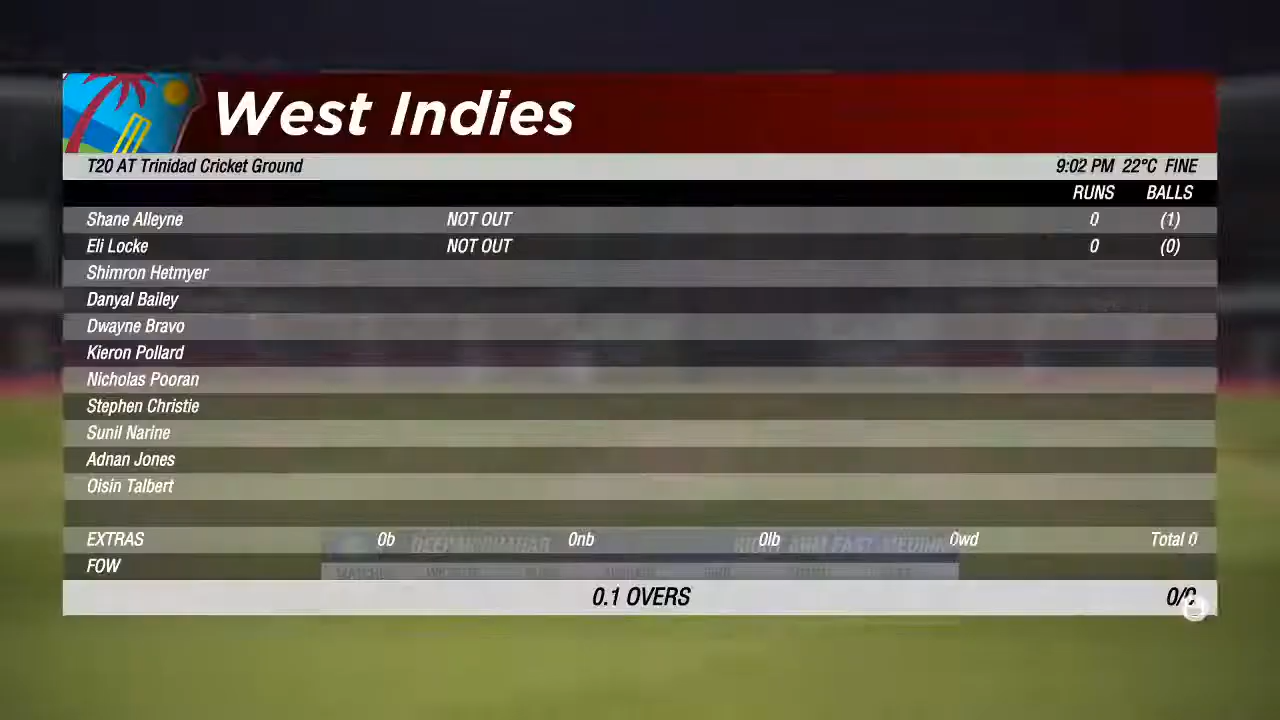 West Indies
T20 AT Trinidad Cricket Ground 9:02 PM 22°C FINE
RUNS BALLS
Shane Alleyne NOT OUT 0 (1)
Eli Locke NOT OUT 0 (0)
Shimron Hetmyer
Danyal Bailey
Dwayne Bravo
Kieron Pollard
Nicholas Pooran
Stephen Christie
Sunil Narine
Adnan Jones
Oisin Talbert
EXTRAS 0b 0nb 0lb 0wd Total 0
FOW
0.1 OVERS 0/0